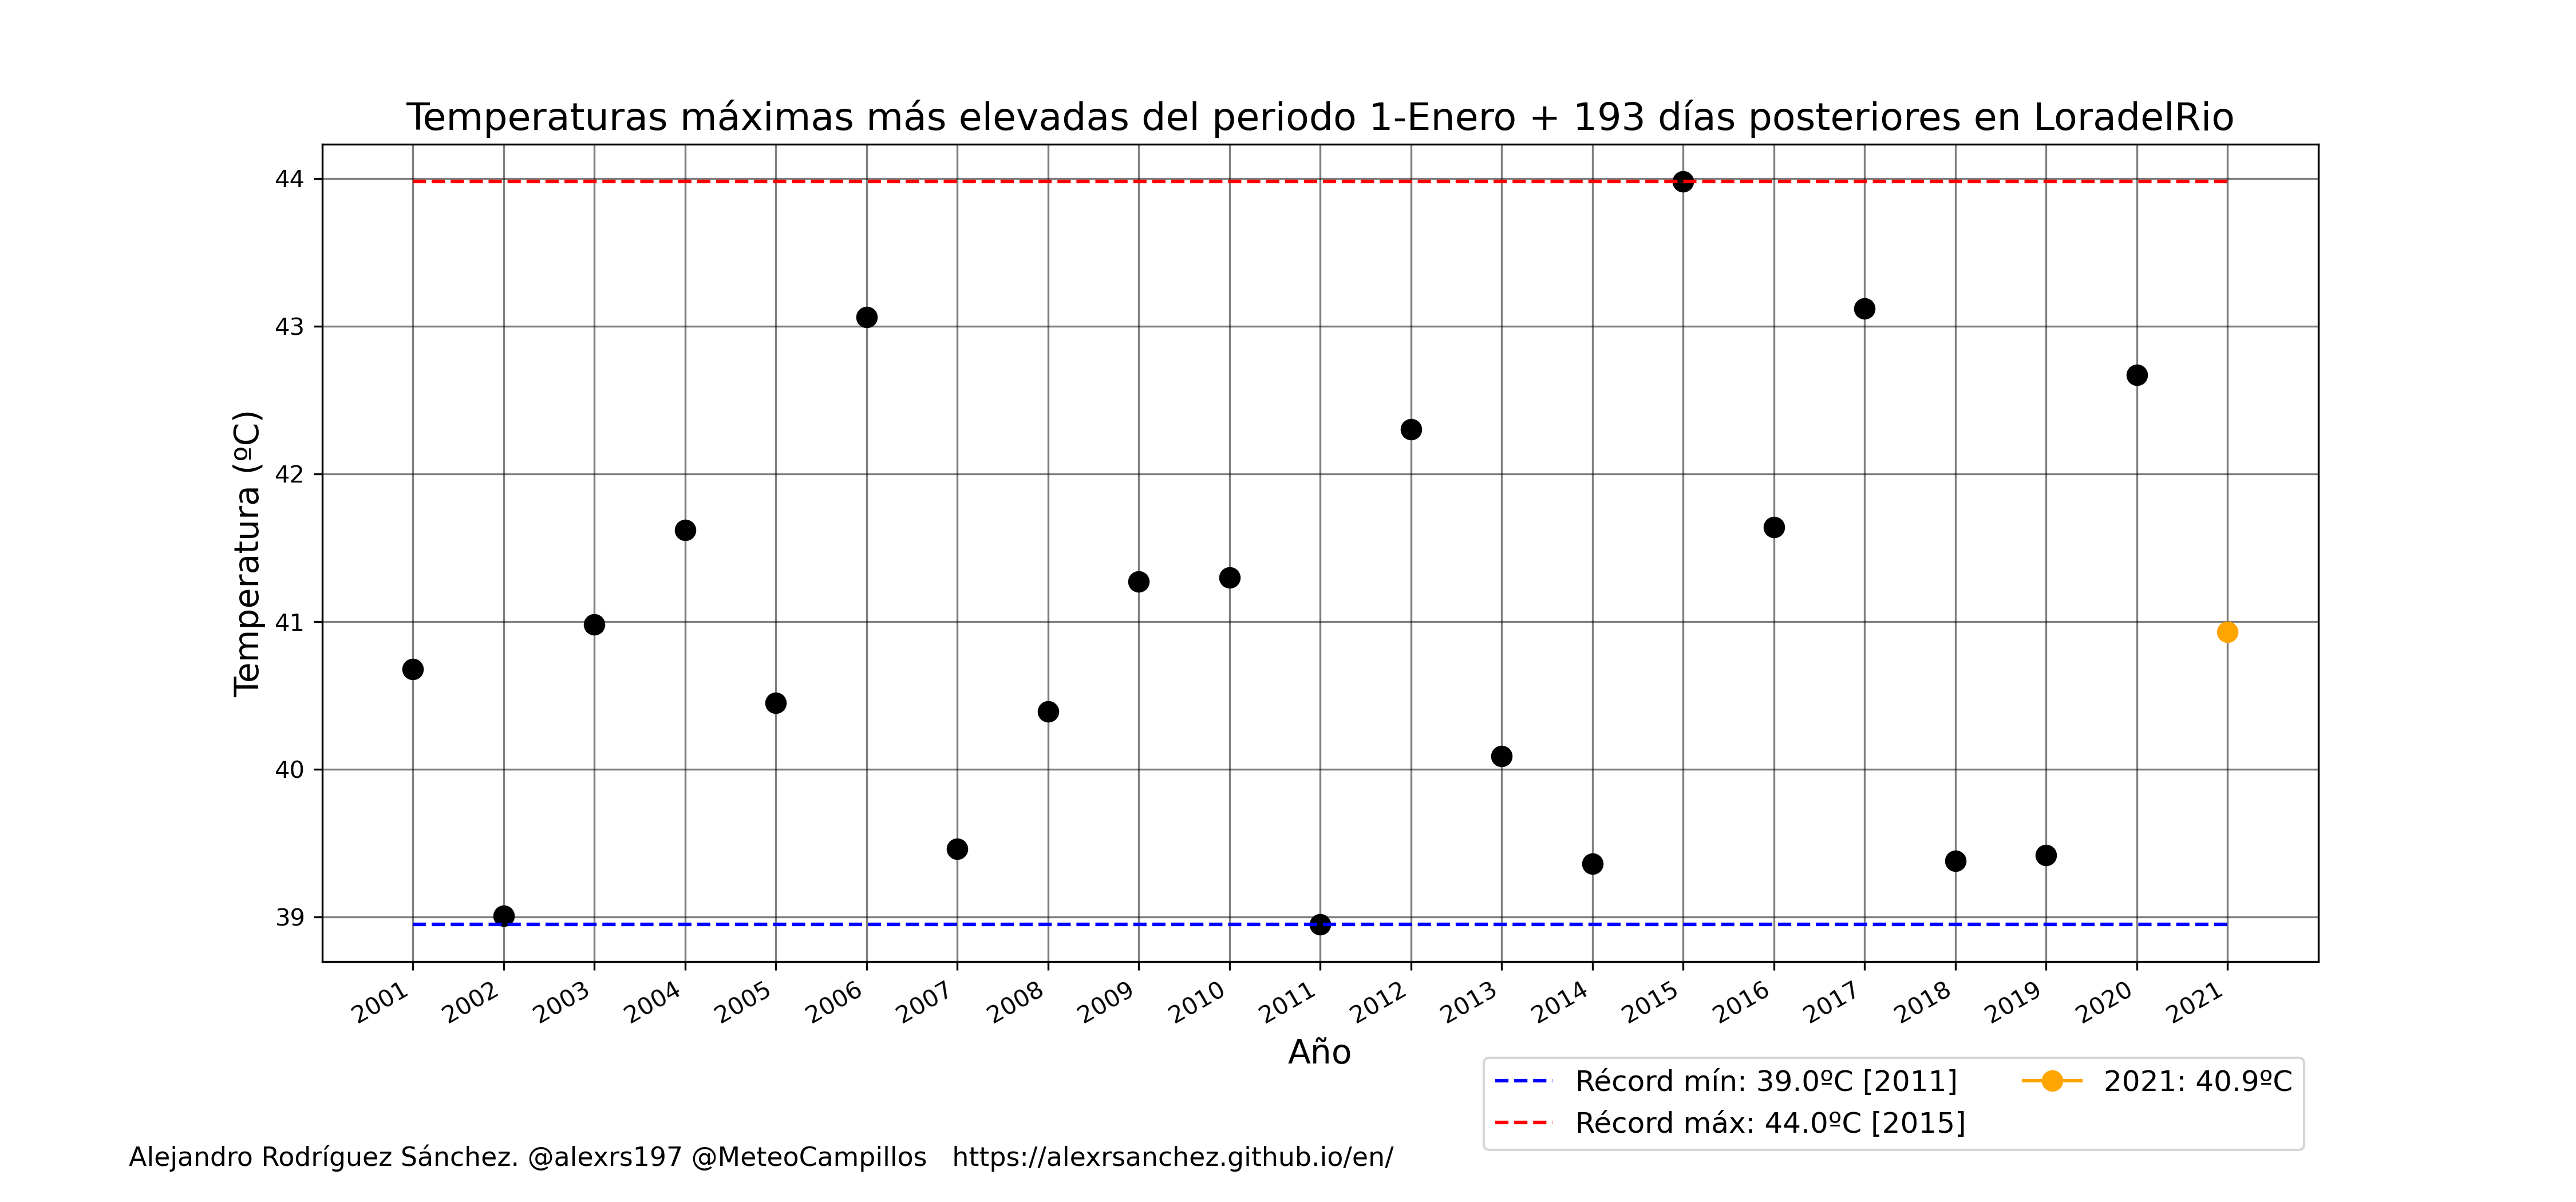 Temperaturas máximas más elevadas del periodo 1-Enero + 193 días posteriores en LoradelRio
Temperatura (ºC)
44
43
42
41
40
39
2001 2002 2003 2004 2005 2006 2007 2008 2009 2010 2011 2012 2013 2014 2015 2016 2017 2018 2019 2020 2021
Año
Récord mín: 39.0ºC [2011]
Récord máx: 44.0ºC [2015]
2021: 40.9ºC
Alejandro Rodríguez Sánchez. @alexrs197 @MeteoCampillos https://alexrsanchez.github.io/en/